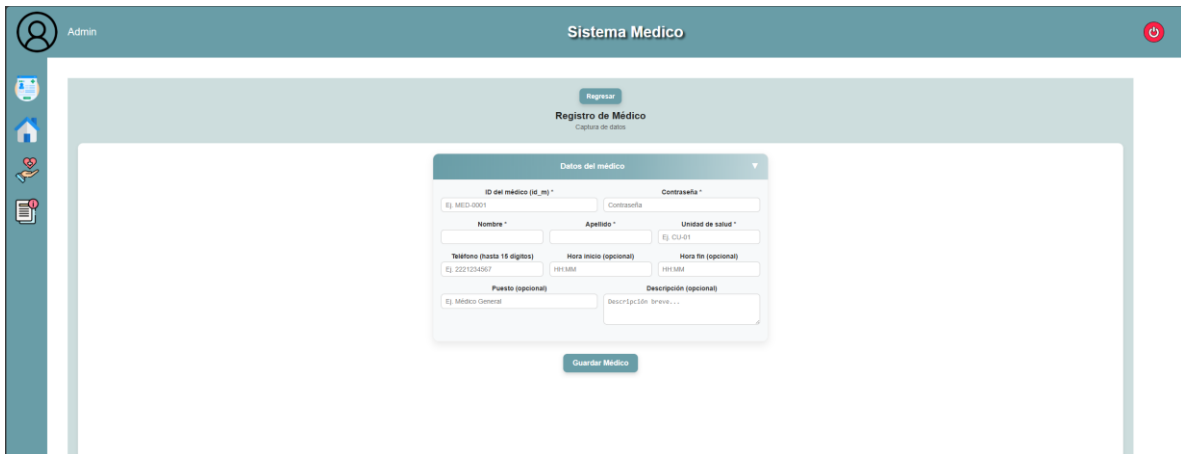 Admin
Sistema Medico
Regresar
Registro de Médico
Captura de datos
Datos del médico ▼
ID del médico (id_m) * Contraseña *
Ej. MED-0001 Contraseña
Nombre * Apellido * Unidad de salud *
Ej. CU-01
Teléfono (hasta 15 dígitos) Hora inicio (opcional) Hora fin (opcional)
Ej. 2221234567 HH:MM HH:MM
Puesto (opcional) Descripción (opcional)
Ej. Médico General Descripción breve...
Guardar Médico